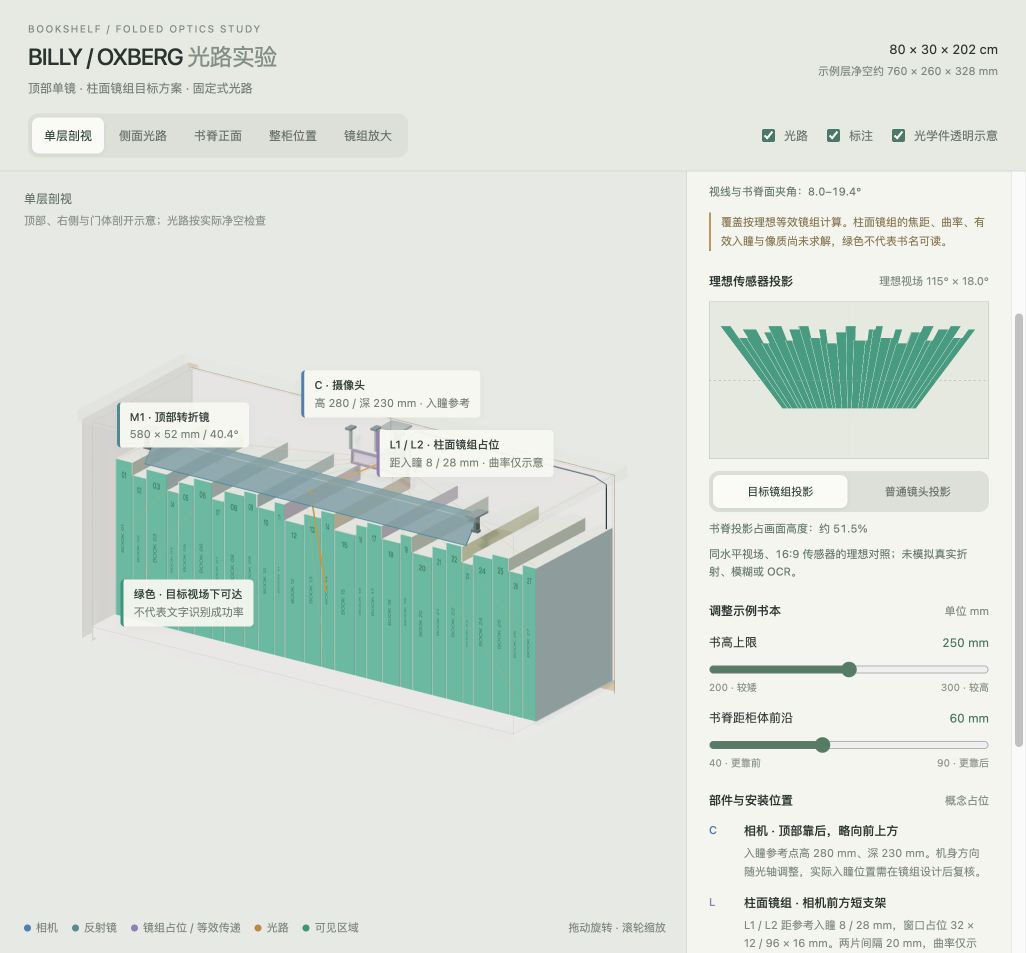 BOOKSHELF / FOLDED OPTICS STUDY
BILLY / OXBERG 光路实验
顶部单镜 · 柱面镜组目标方案 · 固定式光路
80 × 30 × 202 cm
示例层净空约 760 × 260 × 328 mm
单层剖视 侧面光路 书脊正面 整柜位置 镜组放大
光路 标注 光学件透明示意
单层剖视
顶部、右侧与门体剖开示意；光路按实际净空检查
C · 摄像头
高 280 / 深 230 mm · 入瞳参考
M1 · 顶部转折镜
580 × 52 mm / 40.4°
L1 / L2 · 柱面镜组占位
距入瞳 8 / 28 mm · 曲率仅示意
绿色 · 目标视场下可达
不代表文字识别成功率
相机 反射镜 镜组占位 / 等效传递 光路 可见区域
拖动旋转 · 滚轮缩放
视线与书脊面夹角：8.0–19.4°
覆盖按理想等效镜组计算。柱面镜组的焦距、曲率、有
效入瞳与像质尚未求解，绿色不代表书名可读。
理想传感器投影 理想视场 115° × 18.0°
目标镜组投影 普通镜头投影
书脊投影占画面高度：约 51.5%
同水平视场、16:9 传感器的理想对照；未模拟真实折
射、模糊或 OCR。
调整示例书本 单位 mm
书高上限 250 mm
200 · 较矮 300 · 较高
书脊距柜体前沿 60 mm
40 · 更靠前 90 · 更靠后
部件与安装位置 概念占位
C 相机 · 顶部靠后，略向前上方
入瞳参考点高 280 mm、深 230 mm。机身方向
随光轴调整，实际入瞳位置需在镜组设计后复核。
L 柱面镜组 · 相机前方短支架
L1 / L2 距参考入瞳 8 / 28 mm，窗口占位 32 ×
12 / 96 × 16 mm。两片间隔 20 mm，曲率仅示